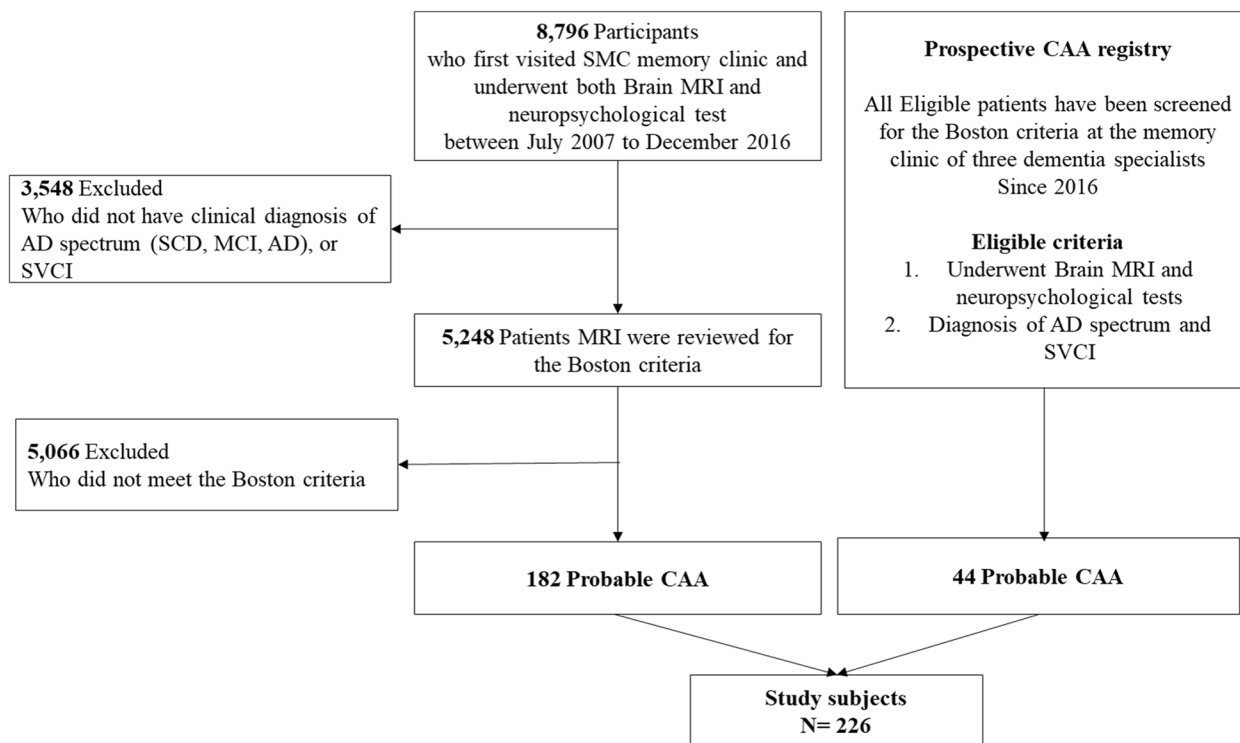 8,796 Participants
who first visited SMC memory clinic and
underwent both Brain MRI and
neuropsychological test
between July 2007 to December 2016
3,548 Excluded
Who did not have clinical diagnosis of
AD spectrum (SCD, MCI, AD), or
SVCI
5,248 Patients MRI were reviewed for
the Boston criteria
5,066 Excluded
Who did not meet the Boston criteria
182 Probable CAA
Prospective CAA registry
All Eligible patients have been screened
for the Boston criteria at the memory
clinic of three dementia specialists
Since 2016
Eligible criteria
1. Underwent Brain MRI and
neuropsychological tests
2. Diagnosis of AD spectrum and
SVCI
44 Probable CAA
Study subjects
N= 226